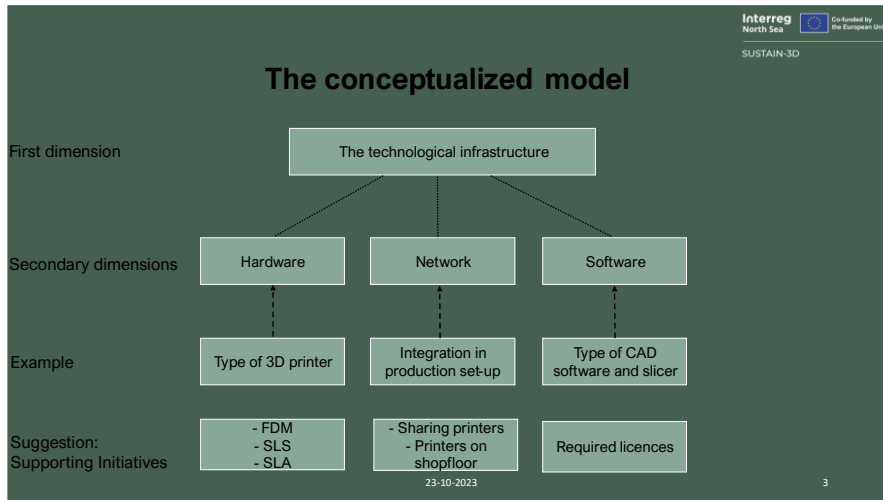 Interreg
North Sea
Co-funded by
the European Uni
SUSTAIN-3D
The conceptualized model
First dimension
The technological infrastructure
Secondary dimensions
Hardware
Network
Software
Example
Type of 3D printer
Integration in
production set-up
Type of CAD
software and slicer
Suggestion:
Supporting Initiatives
- FDM
- SLS
- SLA
- Sharing printers
- Printers on
shopfloor
Required licences
23-10-2023
3